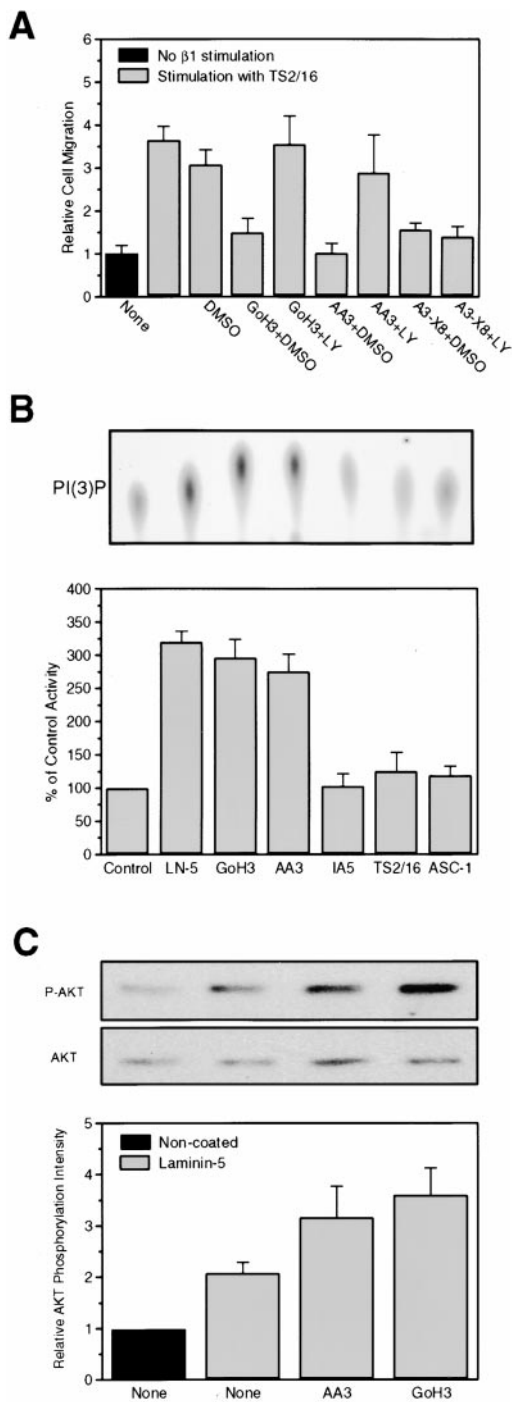 A
No β1 stimulation
Stimulation with TS2/16
Relative Cell Migration
6
5
4
3
2
1
0
None
DMSO
GoH3+DMSO
GoH3+LY
AA3+DMSO
AA3+LY
A3-X8+DMSO
A3-X8+LY
B
PI(3)P
% of Control Activity
400
350
300
250
200
150
100
50
0
Control LN-5 GoH3 AA3 IA5 TS2/16 ASC-1
C
P-AKT
AKT
Non-coated
Laminin-5
Relative AKT Phosphorylation Intensity
5
4
3
2
1
0
None None AA3 GoH3